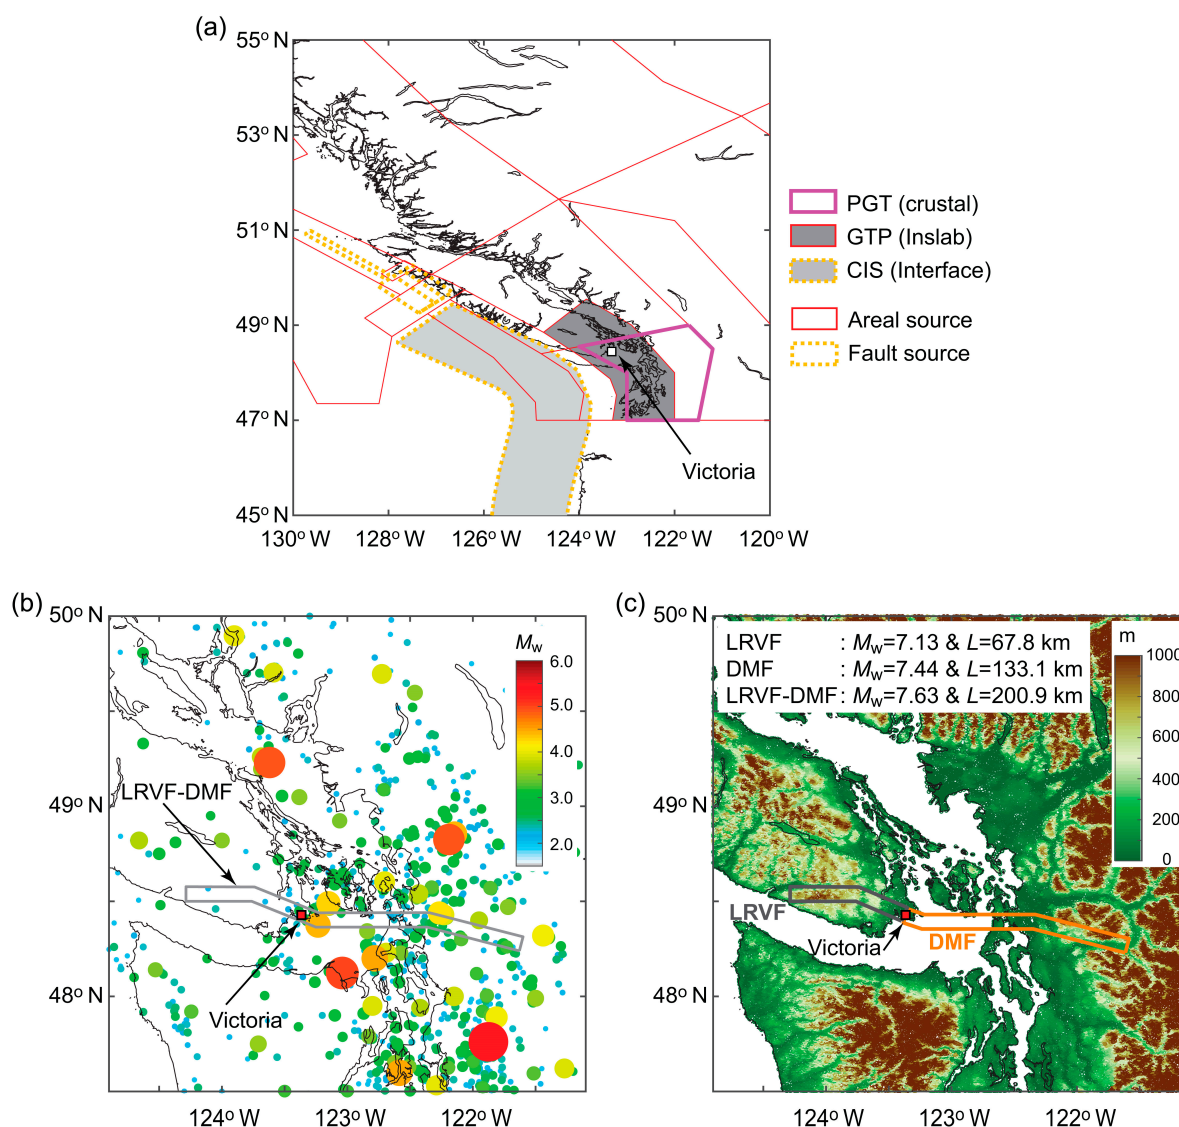 (a)
55° N
53° N
51° N
49° N
47° N
45° N
130° W
128° W
126° W
124° W
122° W
120° W
Victoria
PGT (crustal)
GTP (Inslab)
CIS (Interface)
Areal source
Fault source
(b)
50° N
49° N
48° N
124° W
123° W
122° W
Mw
6.0
5.0
4.0
3.0
2.0
LRVF-DMF
Victoria
(c)
50° N
49° N
48° N
124° W
123° W
122° W
LRVF : Mw=7.13 & L=67.8 km
DMF : Mw=7.44 & L=133.1 km
LRVF-DMF : Mw=7.63 & L=200.9 km
m
1000
800
600
400
200
0
LRVF
Victoria
DMF